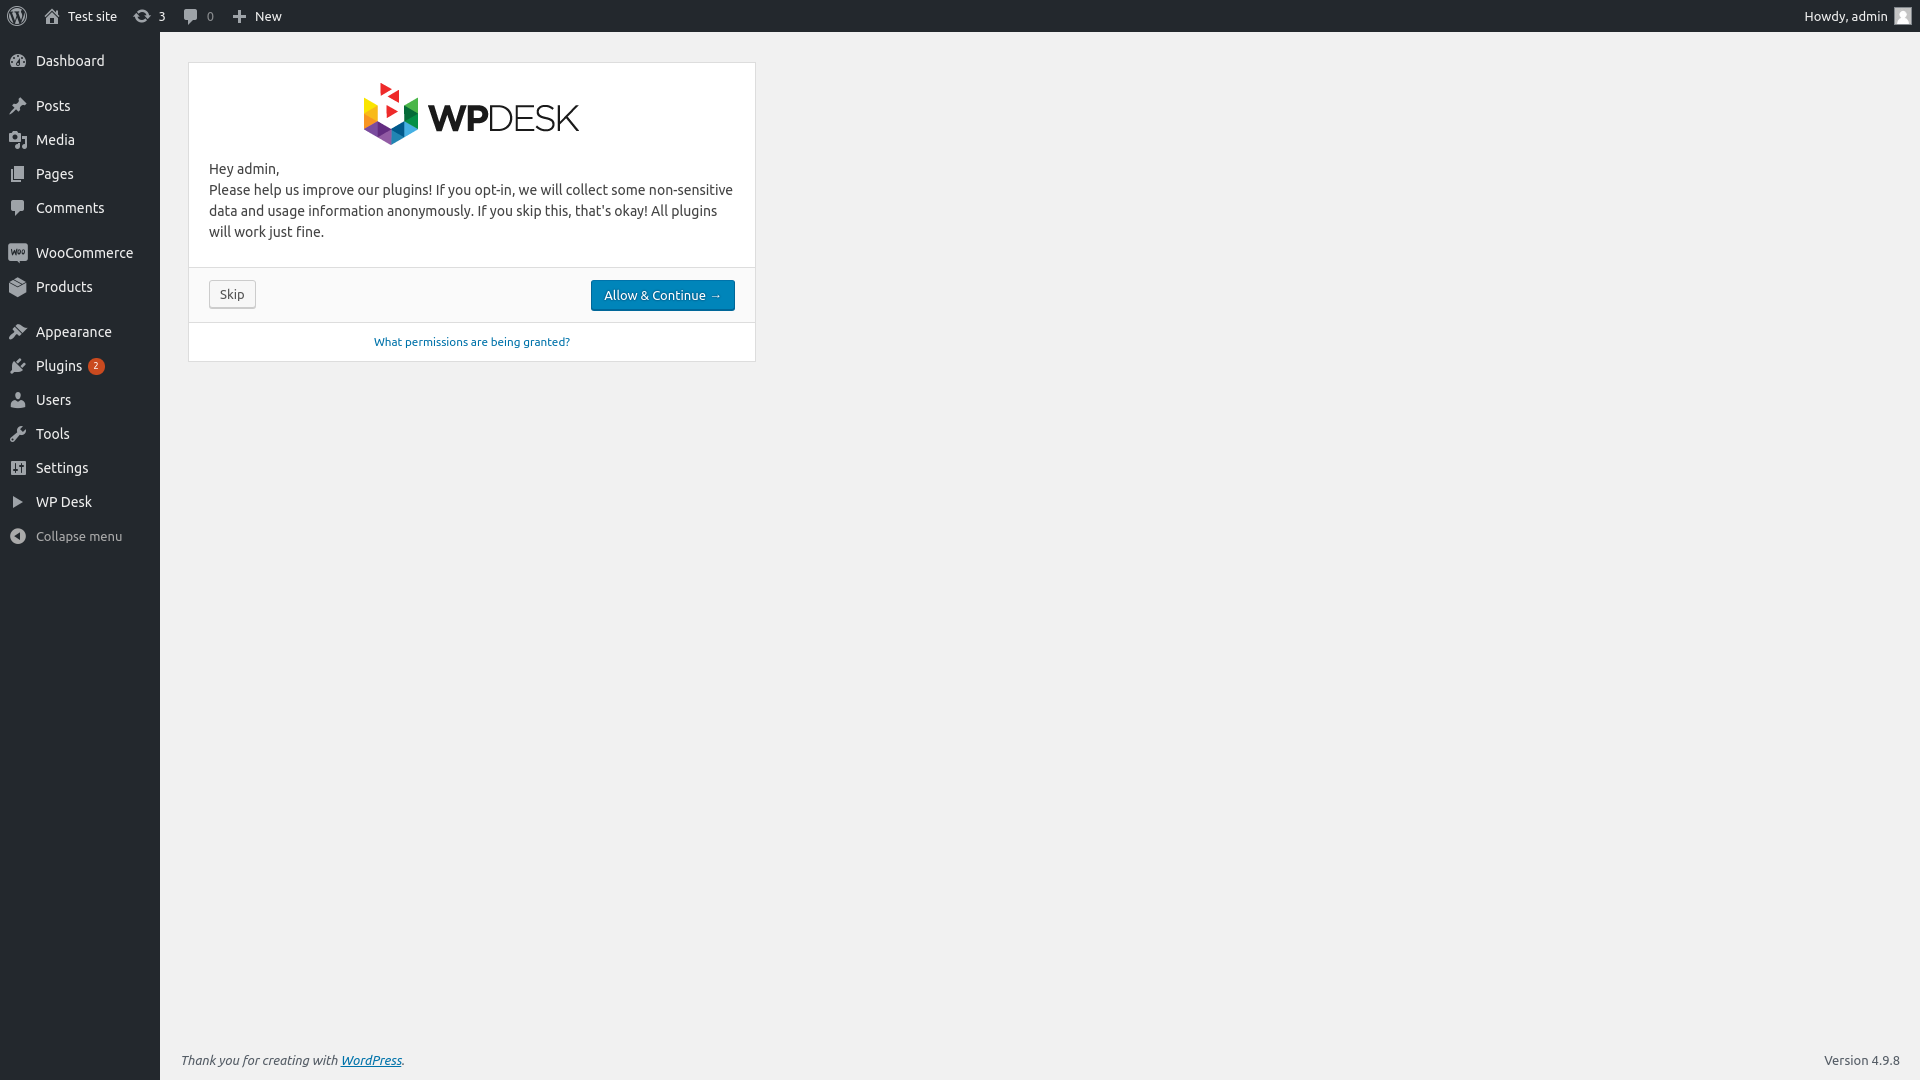 Test site
3
0
New
Howdy, admin
Dashboard
Posts
Media
Pages
Comments
WooCommerce
Products
Appearance
Plugins 2
Users
Tools
Settings
WP Desk
Collapse menu
WPDESK
Hey admin,
Please help us improve our plugins! If you opt-in, we will collect some non-sensitive
data and usage information anonymously. If you skip this, that's okay! All plugins
will work just fine.
Skip
Allow & Continue →
What permissions are being granted?
Thank you for creating with WordPress.
Version 4.9.8